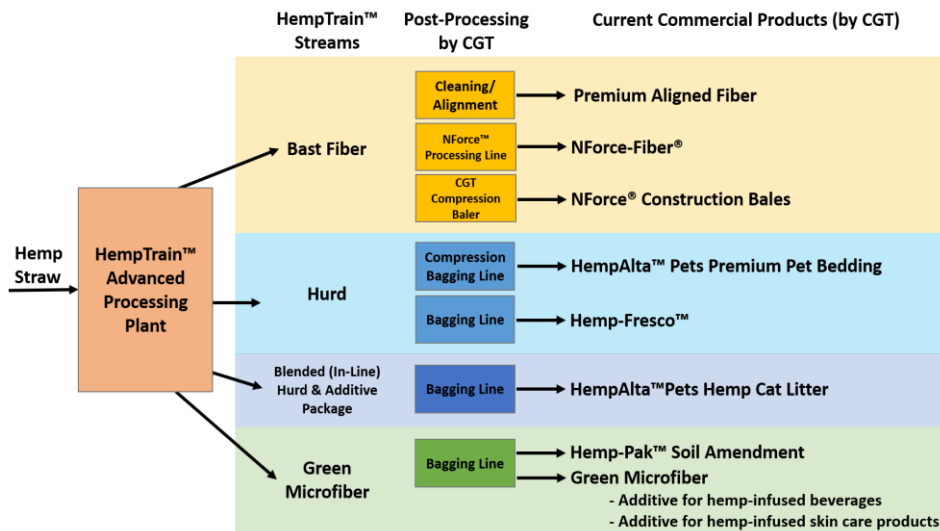 HempTrain™
Streams
Post-Processing
by CGT
Current Commercial Products (by CGT)
Hemp
Straw
HempTrain™
Advanced
Processing
Plant
Bast Fiber
Cleaning/
Alignment
Premium Aligned Fiber
NForce™
Processing Line
NForce-Fiber®
CGT
Compression
Baler
NForce® Construction Bales
Hurd
Compression
Bagging Line
HempAlta™ Pets Premium Pet Bedding
Bagging Line
Hemp-Fresco™
Blended (In-Line)
Hurd & Additive
Package
Bagging Line
HempAlta™Pets Hemp Cat Litter
Green
Microfiber
Bagging Line
Hemp-Pak™ Soil Amendment
Green Microfiber
- Additive for hemp-infused beverages
- Additive for hemp-infused skin care products